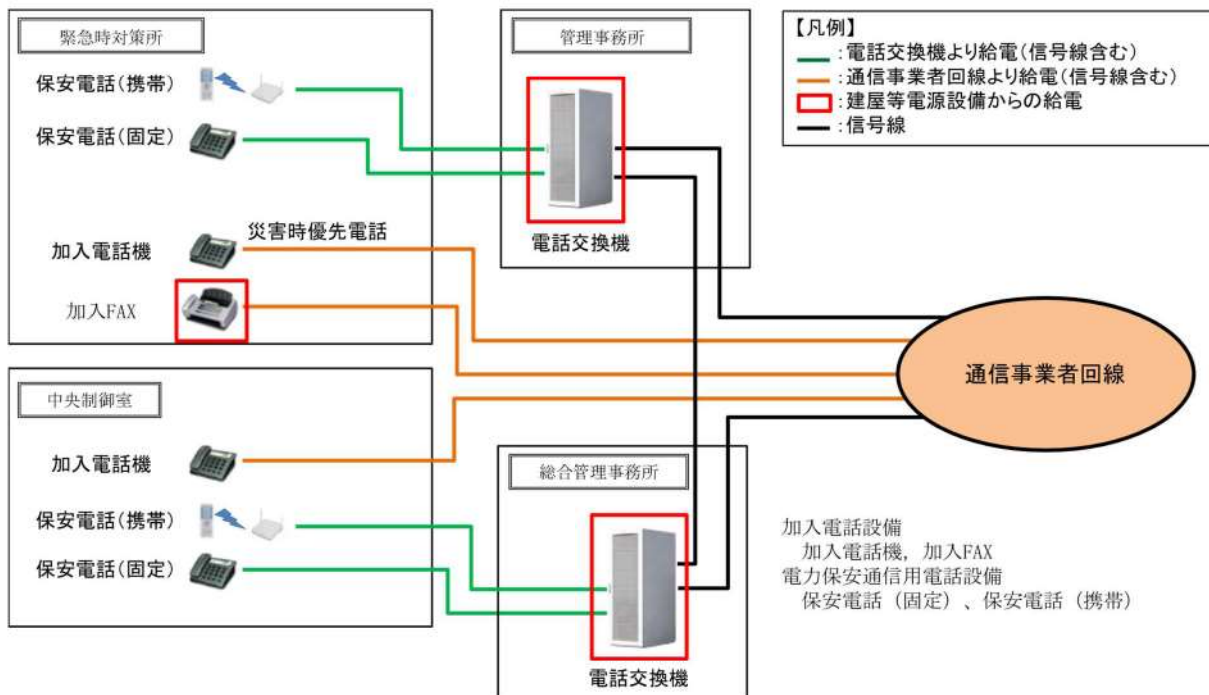 緊急時対策所
保安電話(携帯)
保安電話(固定)
加入電話機
災害時優先電話
加入FAX
管理事務所
電話交換機
【凡例】
:電話交換機より給電(信号線含む)
:通信事業者回線より給電(信号線含む)
:建屋等電源設備からの給電
:信号線
通信事業者回線
中央制御室
加入電話機
保安電話(携帯)
保安電話(固定)
総合管理事務所
電話交換機
加入電話設備
加入電話機, 加入FAX
電力保安通信用電話設備
保安電話（固定）、保安電話（携帯）